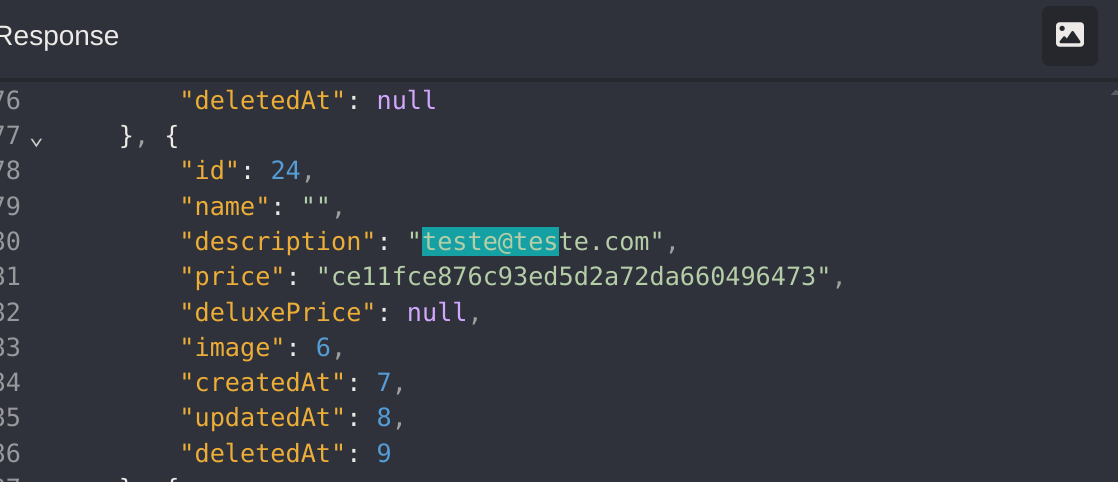 Response
76 "deletedAt": null
77 }, {
78 "id": 24,
79 "name": "",
80 "description": "teste@teste.com",
81 "price": "ce11fce876c93ed5d2a72da660496473",
82 "deluxePrice": null,
83 "image": 6,
84 "createdAt": 7,
85 "updatedAt": 8,
86 "deletedAt": 9
87 }, {